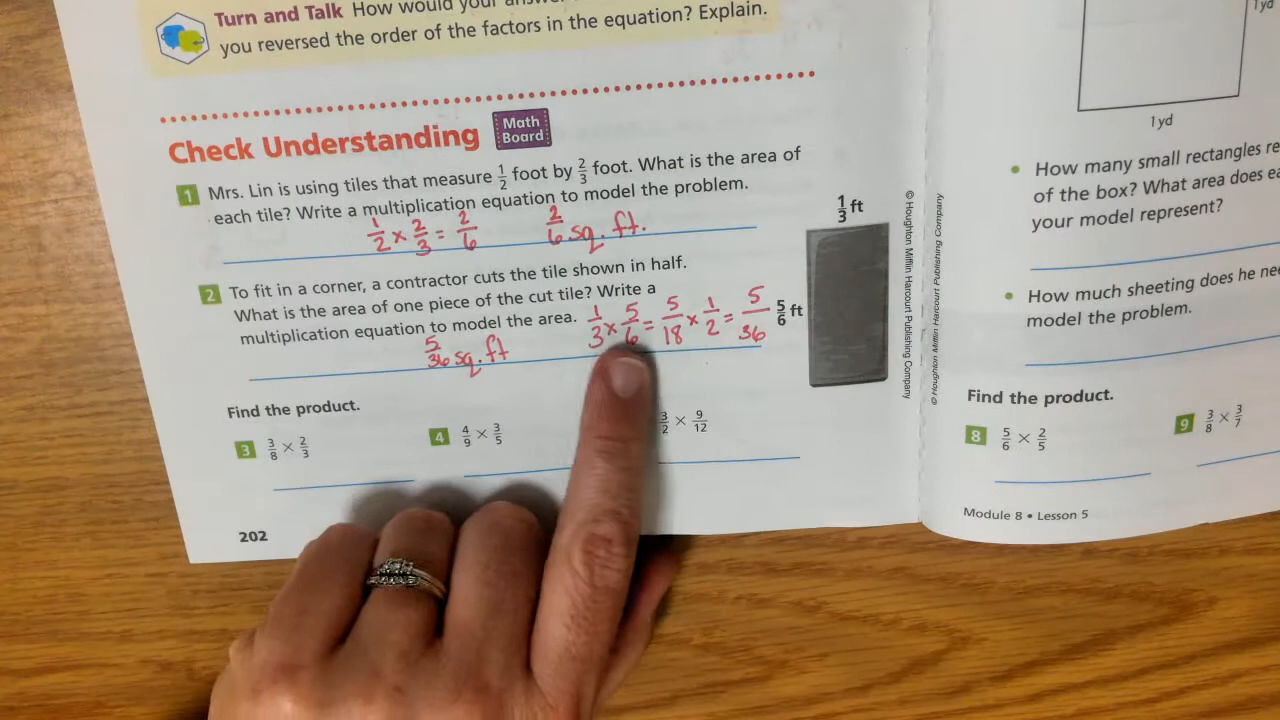 Turn and Talk How would your answer
you reversed the order of the factors in the equation? Explain.
Check Understanding
Math
Board
1 Mrs. Lin is using tiles that measure 1/2 foot by 2/3 foot. What is the area of
each tile? Write a multiplication equation to model the problem.
1/2 × 2/3 = 2/6 2/6 sq. ft.
2 To fit in a corner, a contractor cuts the tile shown in half.
What is the area of one piece of the cut tile? Write a
multiplication equation to model the area. 1/3 × 5/6 = 5/18 × 1/2 = 5/36
5/36 sq. ft
1/3 ft
5/6 ft
Find the product.
3 3/8 × 2/3
4 4/9 × 3/5
3/2 × 9/12
202
© Houghton Mifflin Harcourt Publishing Company
© Houghton Mifflin Harcourt Publishing Company
1 yd
1 yd
• How many small rectangles
of the box? What area does
your model represent?
• How much sheeting does he
model the problem.
Find the product.
8 5/6 × 2/5
9 3/8 × 3/7
Module 8 • Lesson 5